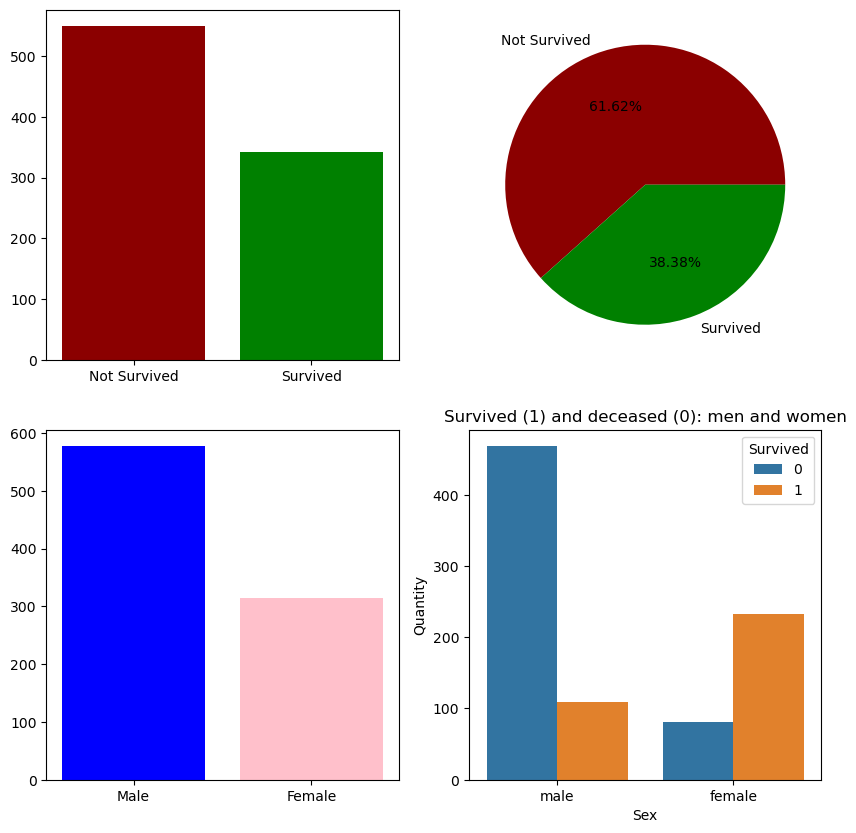 500
400
300
200
100
0
Not Survived
Survived
Not Survived
61.62%
38.38%
Survived
600
500
400
300
200
100
0
Male
Female
Survived (1) and deceased (0): men and women
Survived
0
1
400
300
200
100
0
Quantity
male
female
Sex